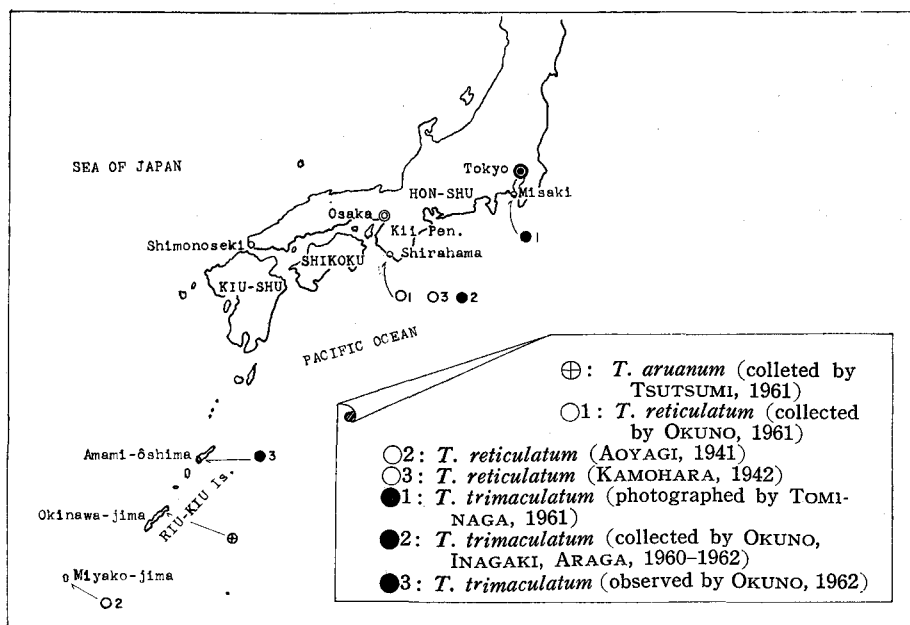 SEA OF JAPAN
Tokyo
HON-SHU
Misaki
Osaka
Kii Pen.
Shimonoseki
Shirahama
SHIKOKU
KIU-SHU
●1
○1 ○3 ●2
PACIFIC OCEAN
Amami-ôshima
●3
RIU-KIU Is.
Okinawa-jima
⊕
Miyako-jima
○2
⊕: T. aruanum (colleted by
TSUTSUMI, 1961)
○1: T. reticulatum (collected
by OKUNO, 1961)
○2: T. reticulatum (AOYAGI, 1941)
○3: T. reticulatum (KAMOHARA, 1942)
●1: T. trimaculatum (photographed by TOMI-
NAGA, 1961)
●2: T. trimaculatum (collected by OKUNO,
INAGAKI, ARAGA, 1960–1962)
●3: T. trimaculatum (observed by OKUNO, 1962)